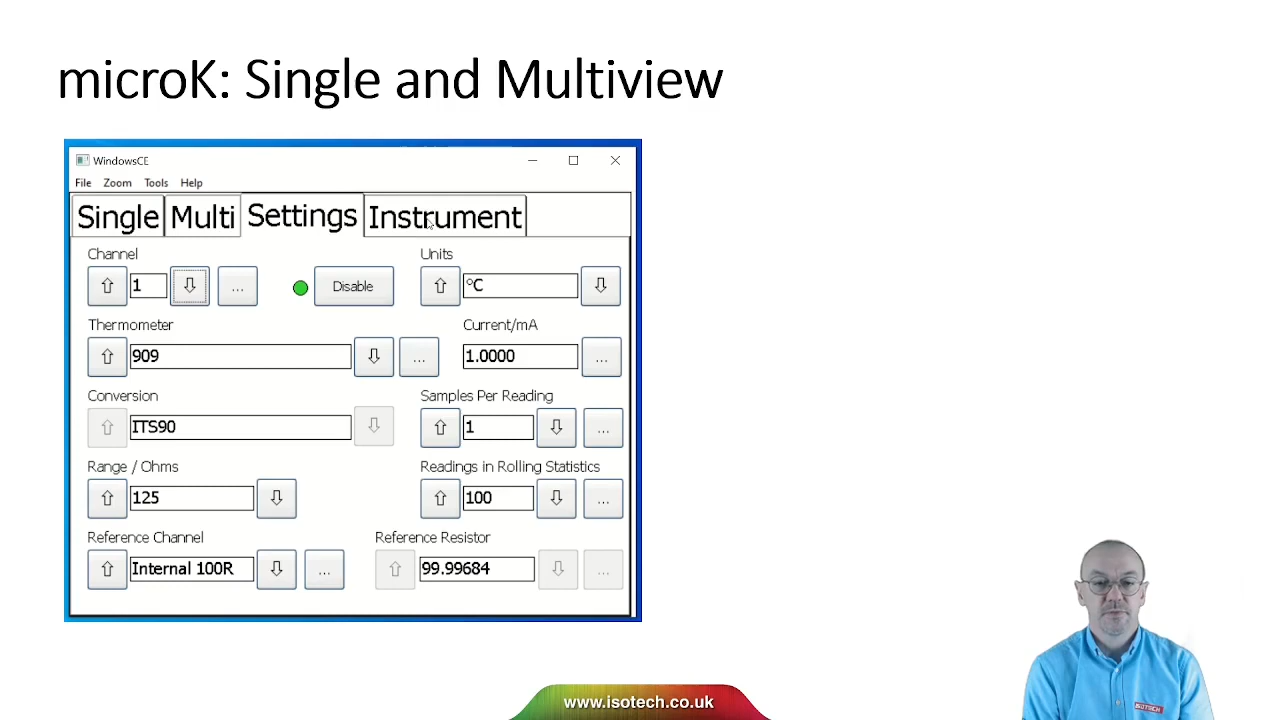 microK: Single and Multiview
WindowsCE
File Zoom Tools Help
Single Multi Settings Instrument
Channel Units
1 ... Disable °C
Thermometer Current/mA
909 ... 1.0000 ...
Conversion Samples Per Reading
ITS90 1 ...
Range / Ohms Readings in Rolling Statistics
125 100 ...
Reference Channel Reference Resistor
Internal 100R ... 99.99684 ...
ISOTECH
www.isotech.co.uk